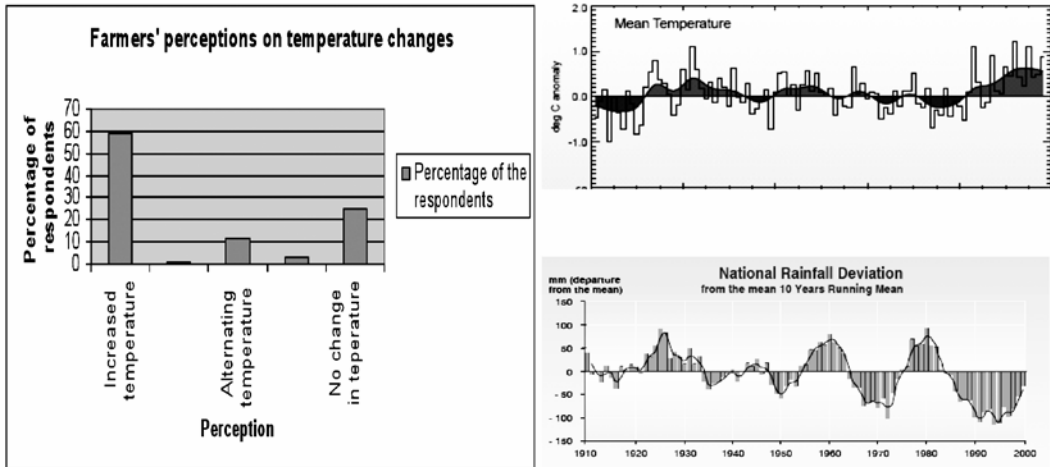 Farmers' perceptions on temperature changes
Percentage of
respondents
70
60
50
40
30
20
10
0
Increased
temperature
Alternating
temperature
No change
in teperature
Perception
Percentage of the
respondents
Mean Temperature
deg C anomaly
2.0
1.0
0.0
-1.0
National Rainfall Deviation
from the mean 10 Years Running Mean
mm (departure
from the mean)
150
100
50
0
- 50
- 100
- 150
1910 1920 1930 1940 1950 1960 1970 1980 1990 2000